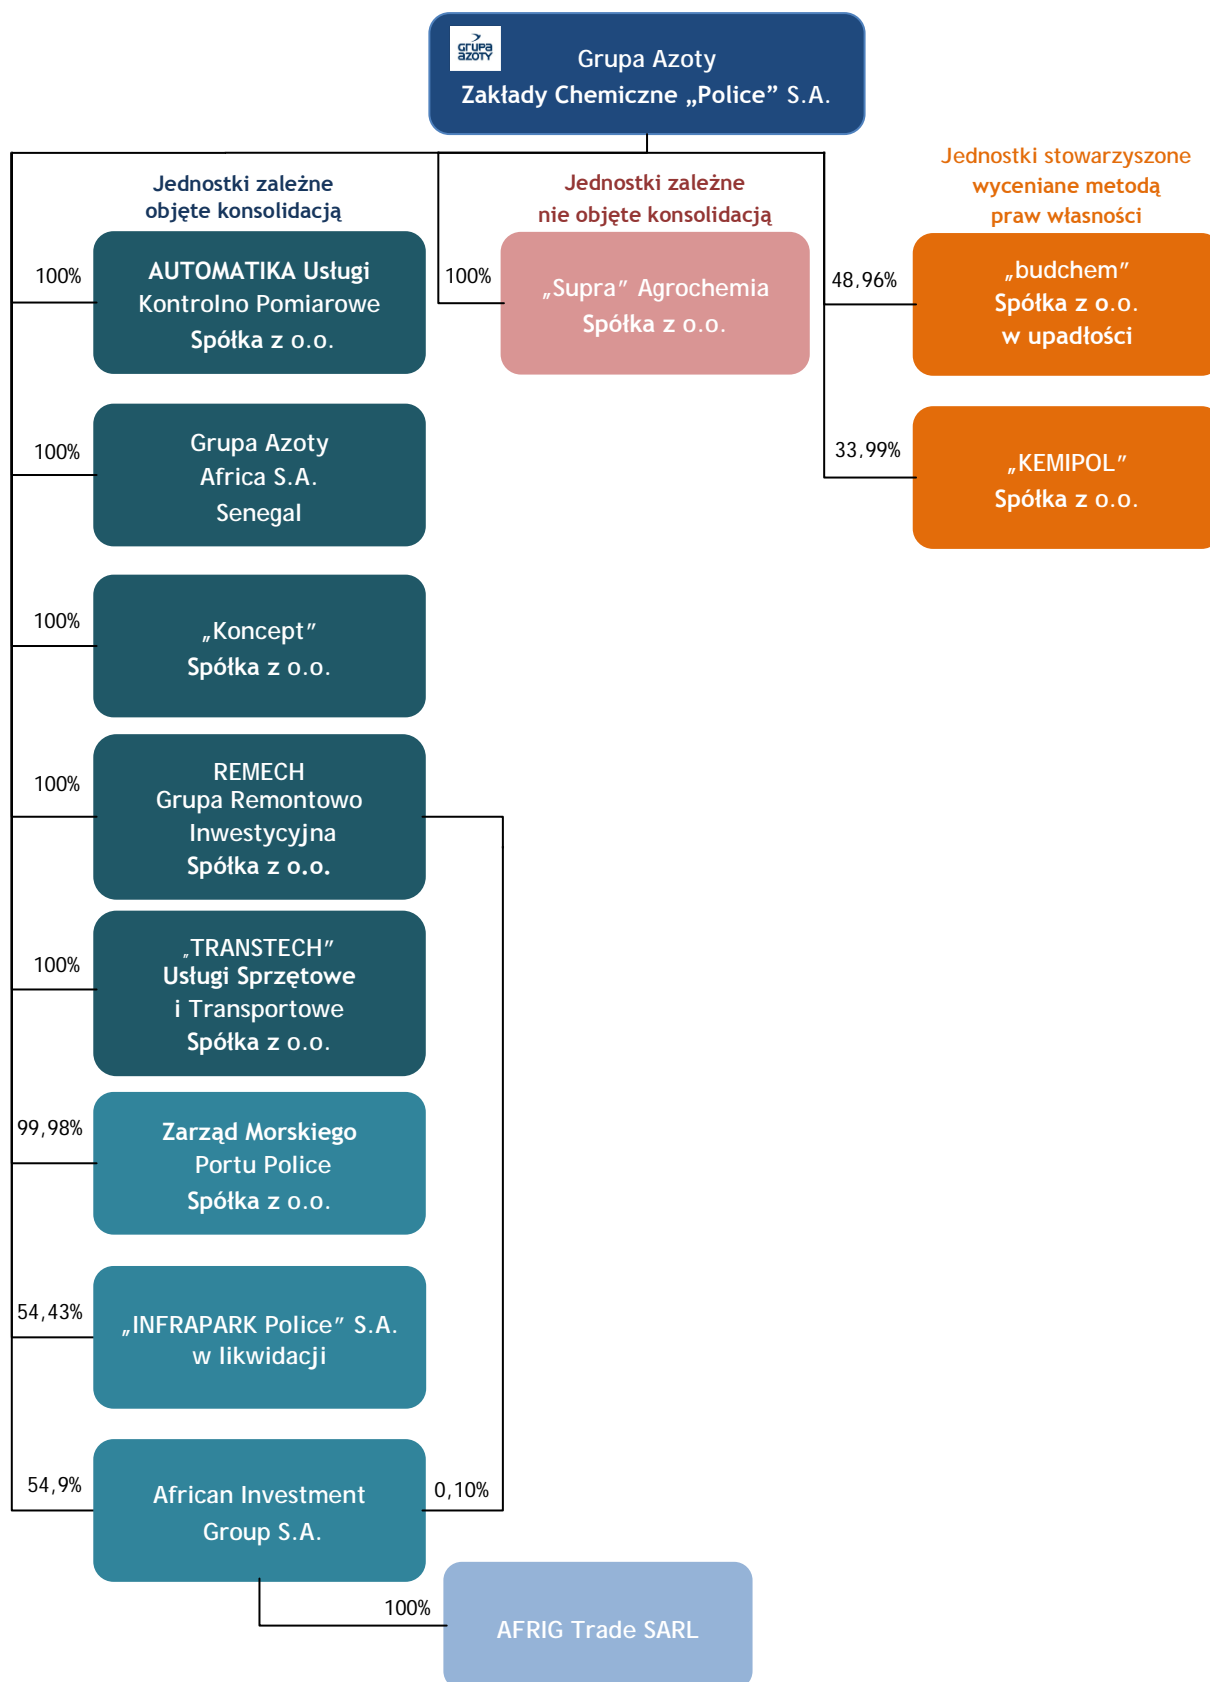 GRUPA
AZOTY
Grupa Azoty
Zakłady Chemiczne „Police” S.A.
Jednostki zależne
objęte konsolidacją
100%
AUTOMATIKA Usługi
Kontrolno Pomiarowe
Spółka z o.o.
100%
Grupa Azoty
Africa S.A.
Senegal
100%
„Koncept”
Spółka z o.o.
100%
REMECH
Grupa Remontowo
Inwestycyjna
Spółka z o.o.
100%
„TRANSTECH”
Usługi Sprzętowe
i Transportowe
Spółka z o.o.
99,98%
Zarząd Morskiego
Portu Police
Spółka z o.o.
54,43%
„INFRAPARK Police” S.A.
w likwidacji
54,9%
African Investment
Group S.A.
0,10%
100%
AFRIG Trade SARL
Jednostki zależne
nie objęte konsolidacją
100%
„Supra” Agrochemia
Spółka z o.o.
Jednostki stowarzyszone
wyceniane metodą
praw własności
48,96%
„budchem”
Spółka z o.o.
w upadłości
33,99%
„KEMIPOL”
Spółka z o.o.